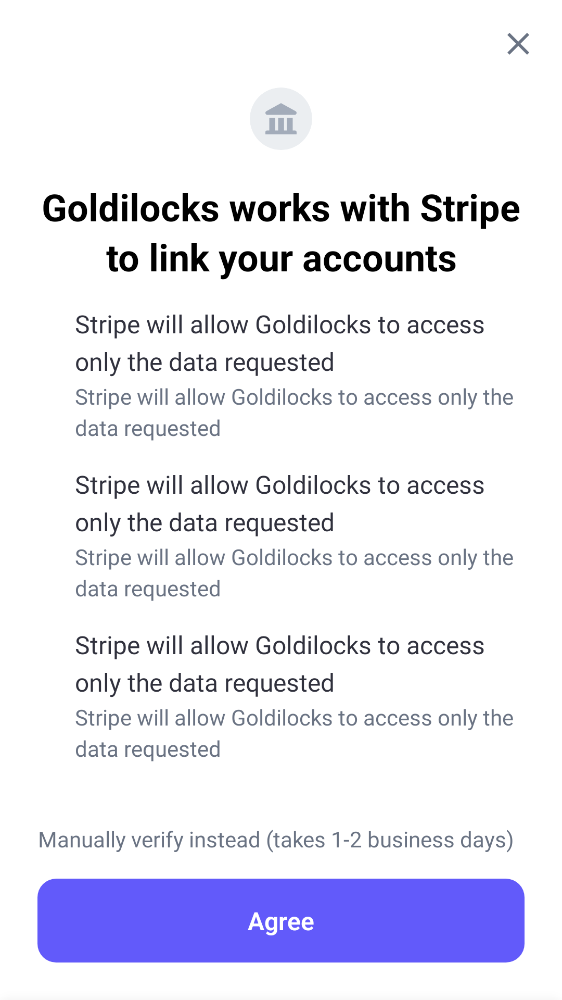 Goldilocks works with Stripe
to link your accounts
Stripe will allow Goldilocks to access
only the data requested
Stripe will allow Goldilocks to access only the
data requested
Stripe will allow Goldilocks to access
only the data requested
Stripe will allow Goldilocks to access only the
data requested
Stripe will allow Goldilocks to access
only the data requested
Stripe will allow Goldilocks to access only the
data requested
Manually verify instead (takes 1-2 business days)
Agree